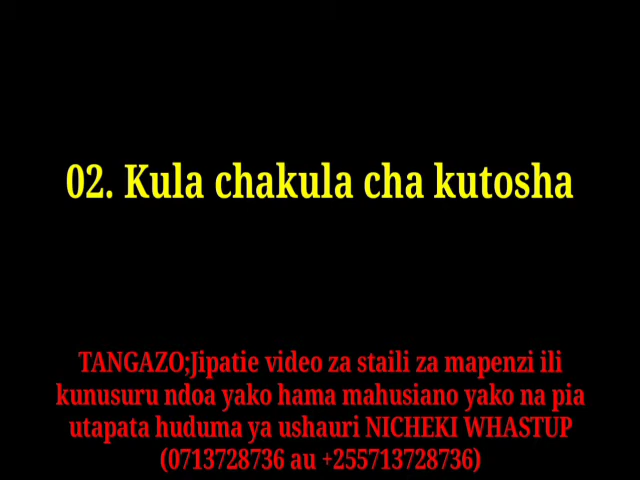 02. Kula chakula cha kutosha
TANGAZO;Jipatie video za staili za mapenzi ili
kunusuru ndoa yako hama mahusiano yako na pia
utapata huduma ya ushauri NICHEKI WHASTUP
(0713728736 au +255713728736)